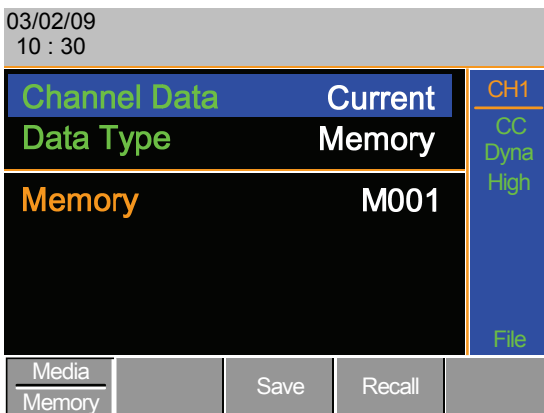 03/02/09
10 : 30
Channel Data Current
Data Type Memory
Memory M001
CH1
CC
Dyna
High
File
Media
Memory
Save
Recall